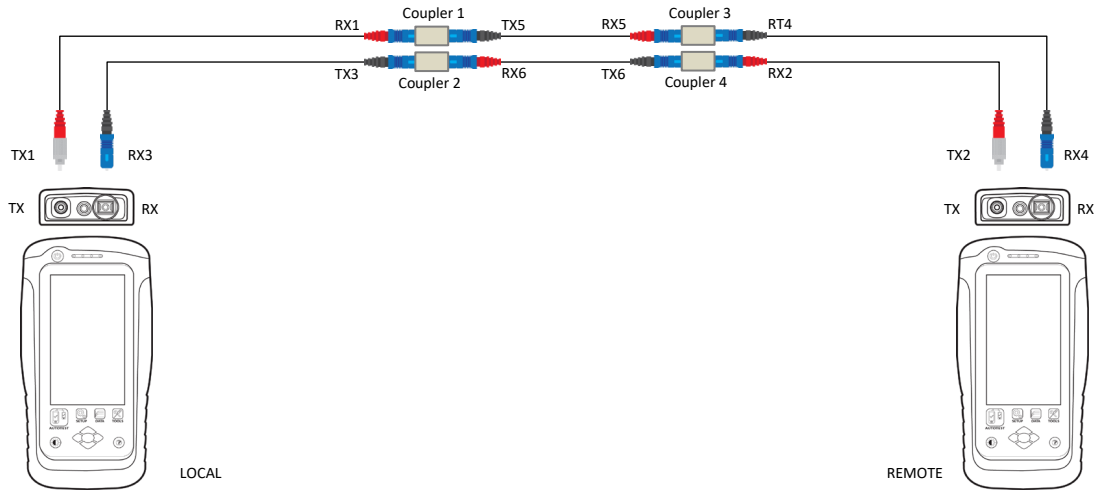 Coupler 1
Coupler 3
RX1
TX5
RX5
RT4
TX3
RX6
TX6
RX2
Coupler 2
Coupler 4
TX1
RX3
TX2
RX4
TX
RX
TX
RX
AUTOTEST
SETUP
DATA
TOOLS
AUTOTEST
SETUP
DATA
TOOLS
LOCAL
REMOTE